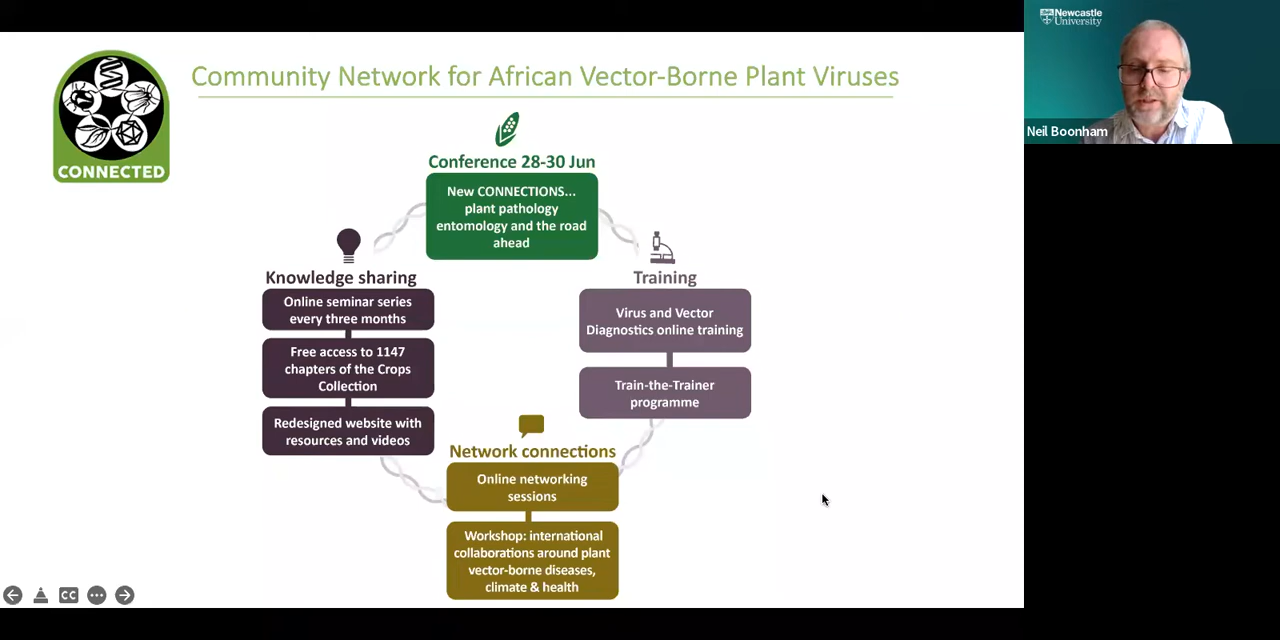 Community Network for African Vector-Borne Plant Viruses
CONNECTED
Conference 28-30 Jun
New CONNECTIONS...
plant pathology
entomology and the road
ahead
Knowledge sharing
Online seminar series
every three months
Free access to 1147
chapters of the Crops
Collection
Redesigned website with
resources and videos
Training
Virus and Vector
Diagnostics online training
Train-the-Trainer
programme
Network connections
Online networking
sessions
Workshop: international
collaborations around plant
vector-borne diseases,
climate & health
CC
Newcastle
University
Neil Boonham